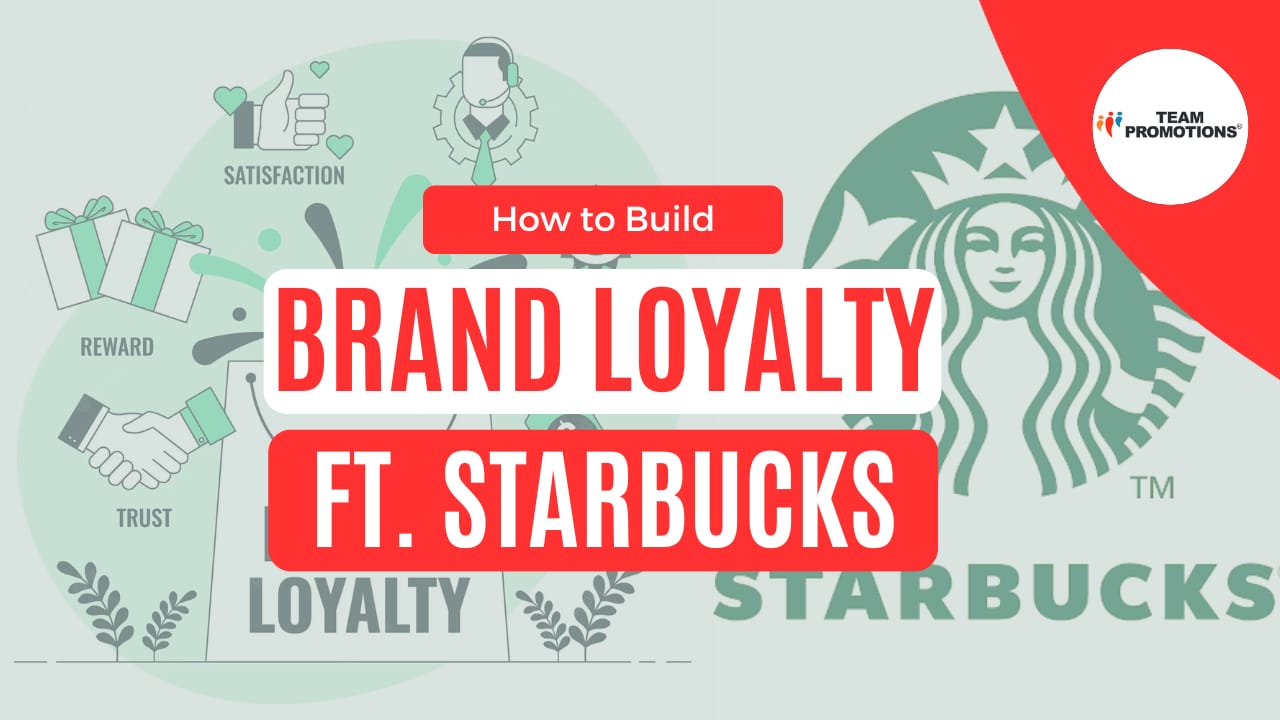 SATISFACTION
REWARD
TRUST
LOYALTY
How to Build
BRAND LOYALTY
FT. STARBUCKS
TEAM
PROMOTIONS®
TM
STARBUCKS